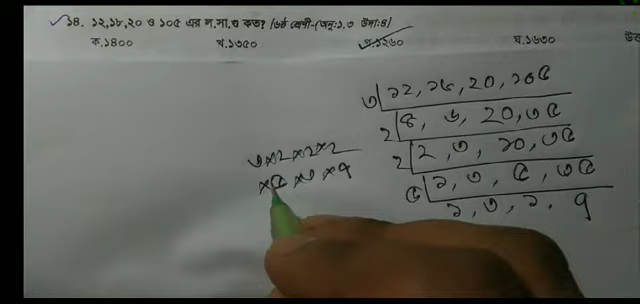 ১৪. ১২,১৮,২০ ও ১০৫ এর ল.সা.গু কত? [৬ষ্ঠ শ্রেণী-(অনু:১.৩ উদা:৪]
ক.১৪০০ খ.১৩৫০ গ.১২৬০ ঘ.১৬৩০
৩ | ১২, ১৮, ২০, ১০৫
২ | ৪, ৬, ২০, ৩৫
২ | ২, ৩, ১০, ৩৫
৫ | ১, ৩, ৫, ৩৫
১, ৩, ১, ৭
৩×২×২×২
×৫×৩×৭